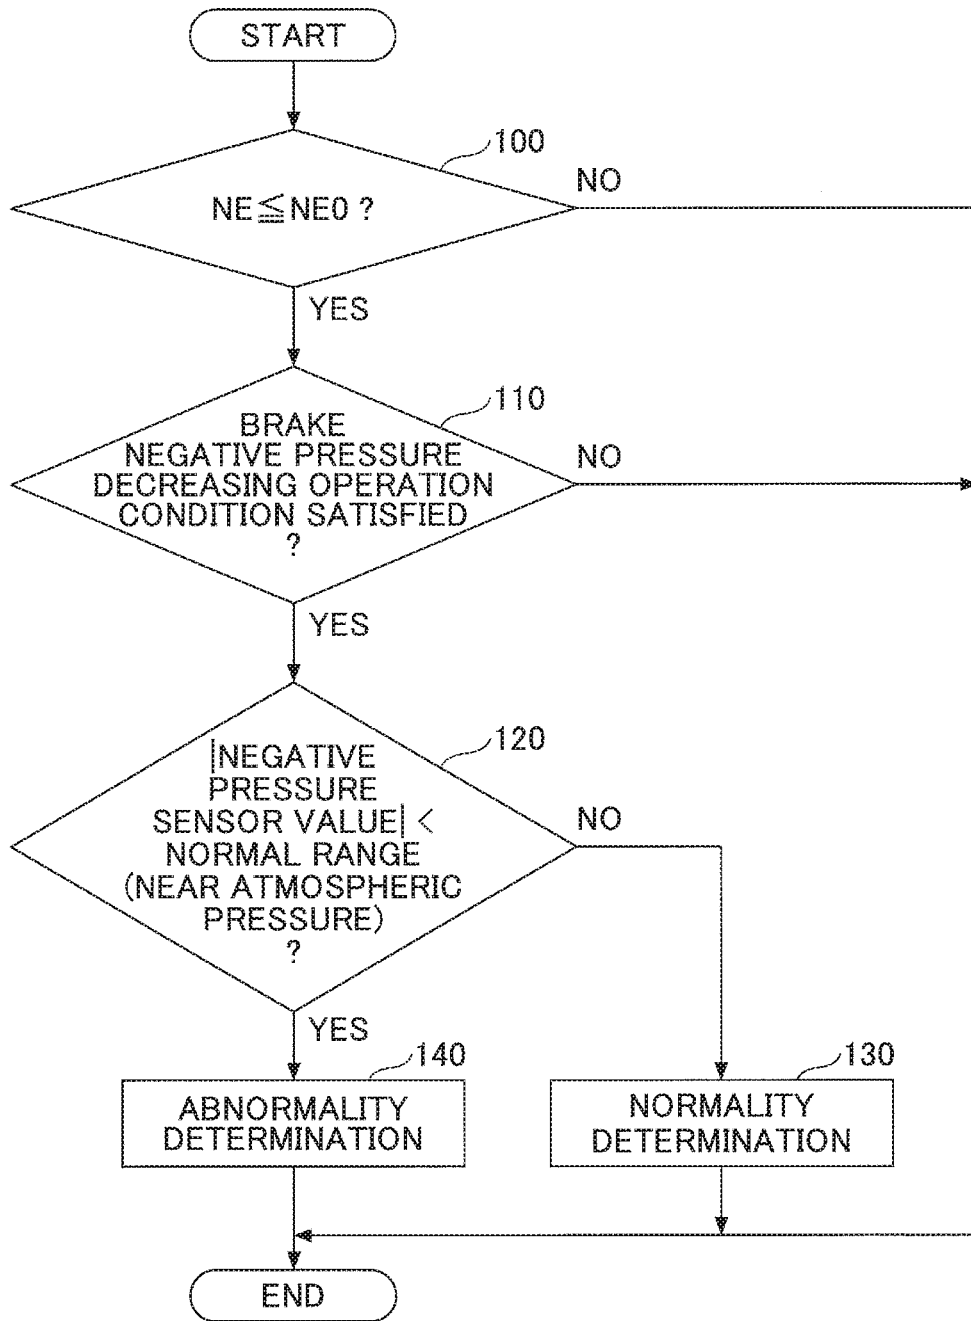 START
100
NE≦NE0 ?
NO
YES
110
BRAKE
NEGATIVE PRESSURE
DECREASING OPERATION
CONDITION SATISFIED
?
NO
YES
120
|NEGATIVE
PRESSURE
SENSOR VALUE| <
NORMAL RANGE
(NEAR ATMOSPHERIC
PRESSURE)
?
NO
YES
140
ABNORMALITY
DETERMINATION
130
NORMALITY
DETERMINATION
END